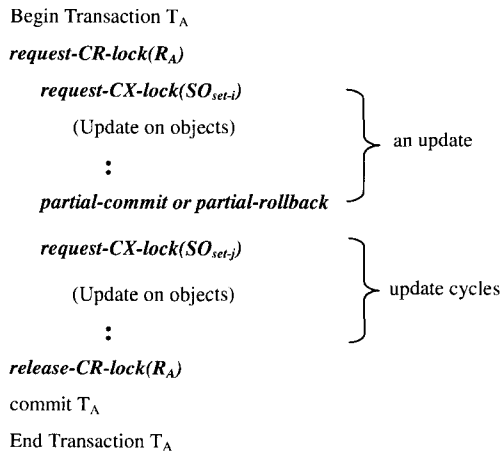 Begin Transaction T_A
request-CR-lock(R_A)
request-CX-lock(SO_set-i)
(Update on objects)
:
an update
partial-commit or partial-rollback
request-CX-lock(SO_set-j)
(Update on objects)
update cycles
:
release-CR-lock(R_A)
commit T_A
End Transaction T_A